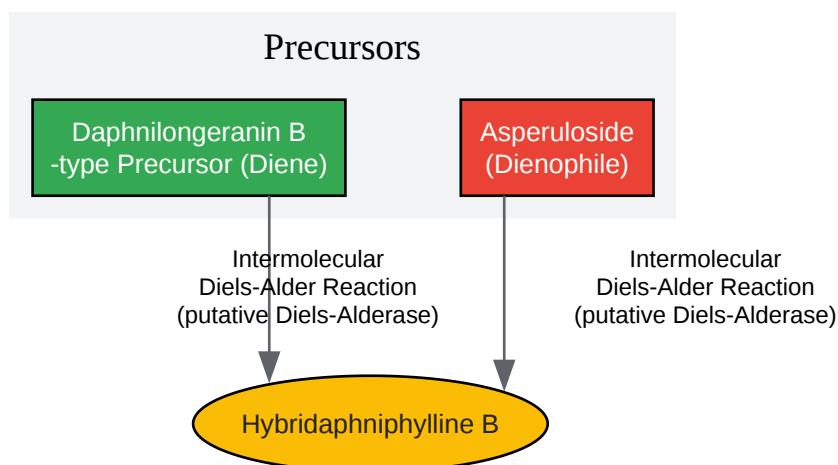 Precursors
Daphnilongeranin B
-type Precursor (Diene)
Asperuloside
(Dienophile)
Intermolecular
Diels-Alder Reaction
(putative Diels-Alderase)
Intermolecular
Diels-Alder Reaction
(putative Diels-Alderase)
Hybridaphniphylline B